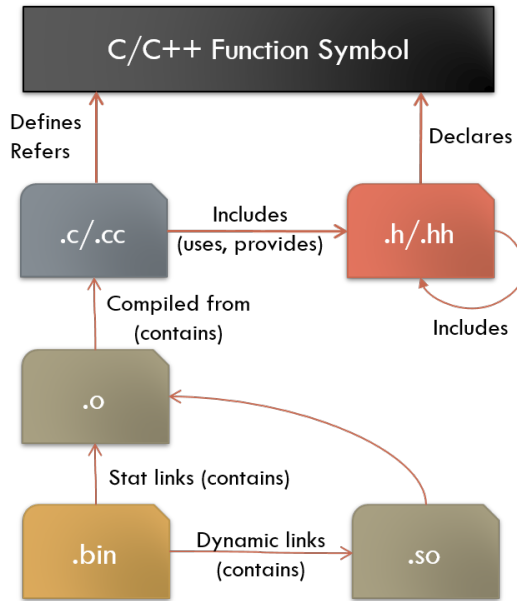 C/C++ Function Symbol
Defines
Refers
Declares
.c/.cc
Includes
(uses, provides)
.h/.hh
Includes
Compiled from
(contains)
.o
Stat links (contains)
.bin
Dynamic links
(contains)
.so